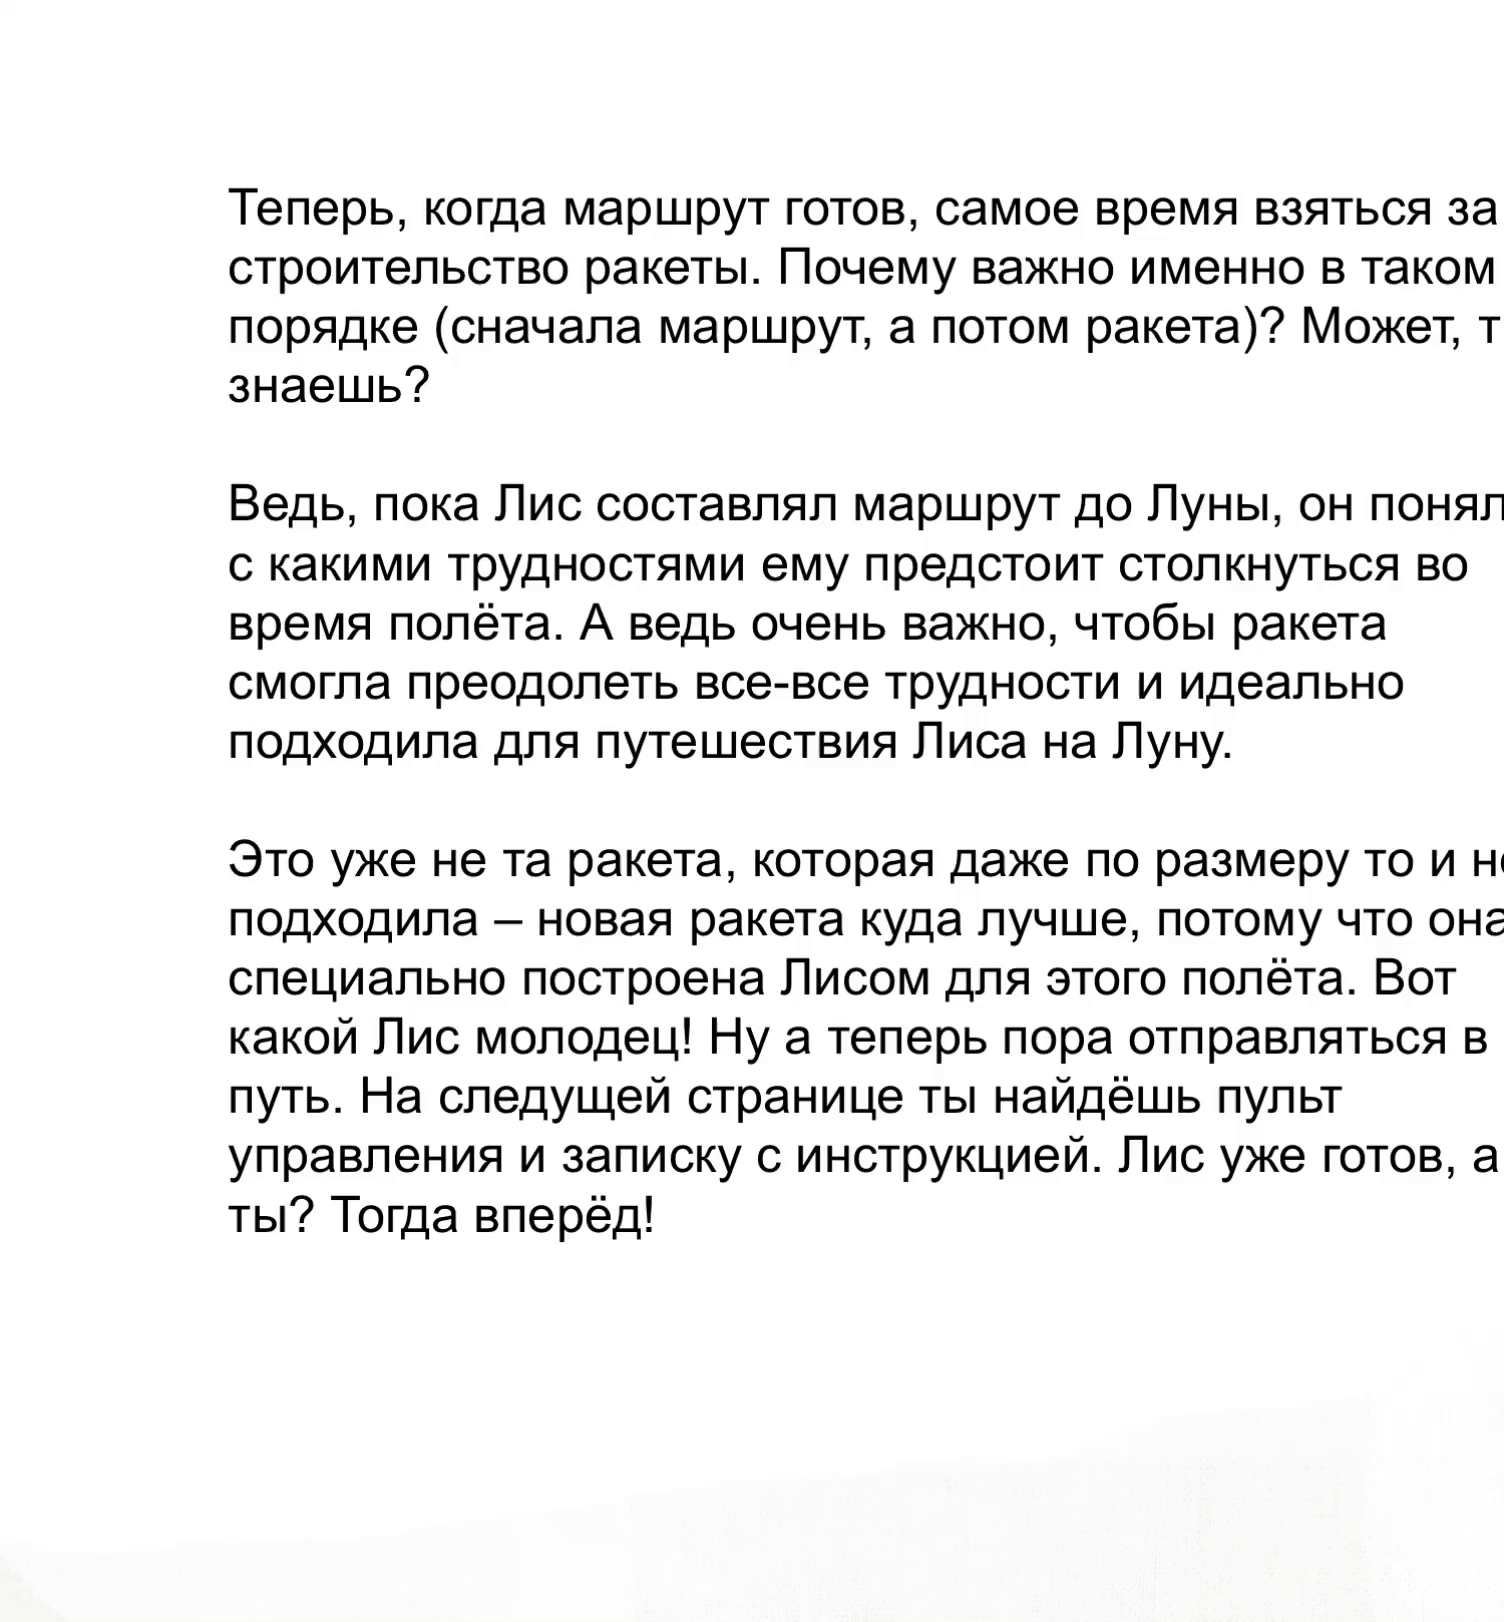 Теперь, когда маршрут готов, самое время взяться за
строительство ракеты. Почему важно именно в таком
порядке (сначала маршрут, а потом ракета)? Может, т
знаешь?
Ведь, пока Лис составлял маршрут до Луны, он понял
с какими трудностями ему предстоит столкнуться во
время полёта. А ведь очень важно, чтобы ракета
смогла преодолеть все-все трудности и идеально
подходила для путешествия Лиса на Луну.
Это уже не та ракета, которая даже по размеру то и
подходила – новая ракета куда лучше, потому что она
специально построена Лисом для этого полёта. Вот
какой Лис молодец! Ну а теперь пора отправляться в
путь. На следущей странице ты найдёшь пульт
управления и записку с инструкцией. Лис уже готов, а
ты? Тогда вперёд!